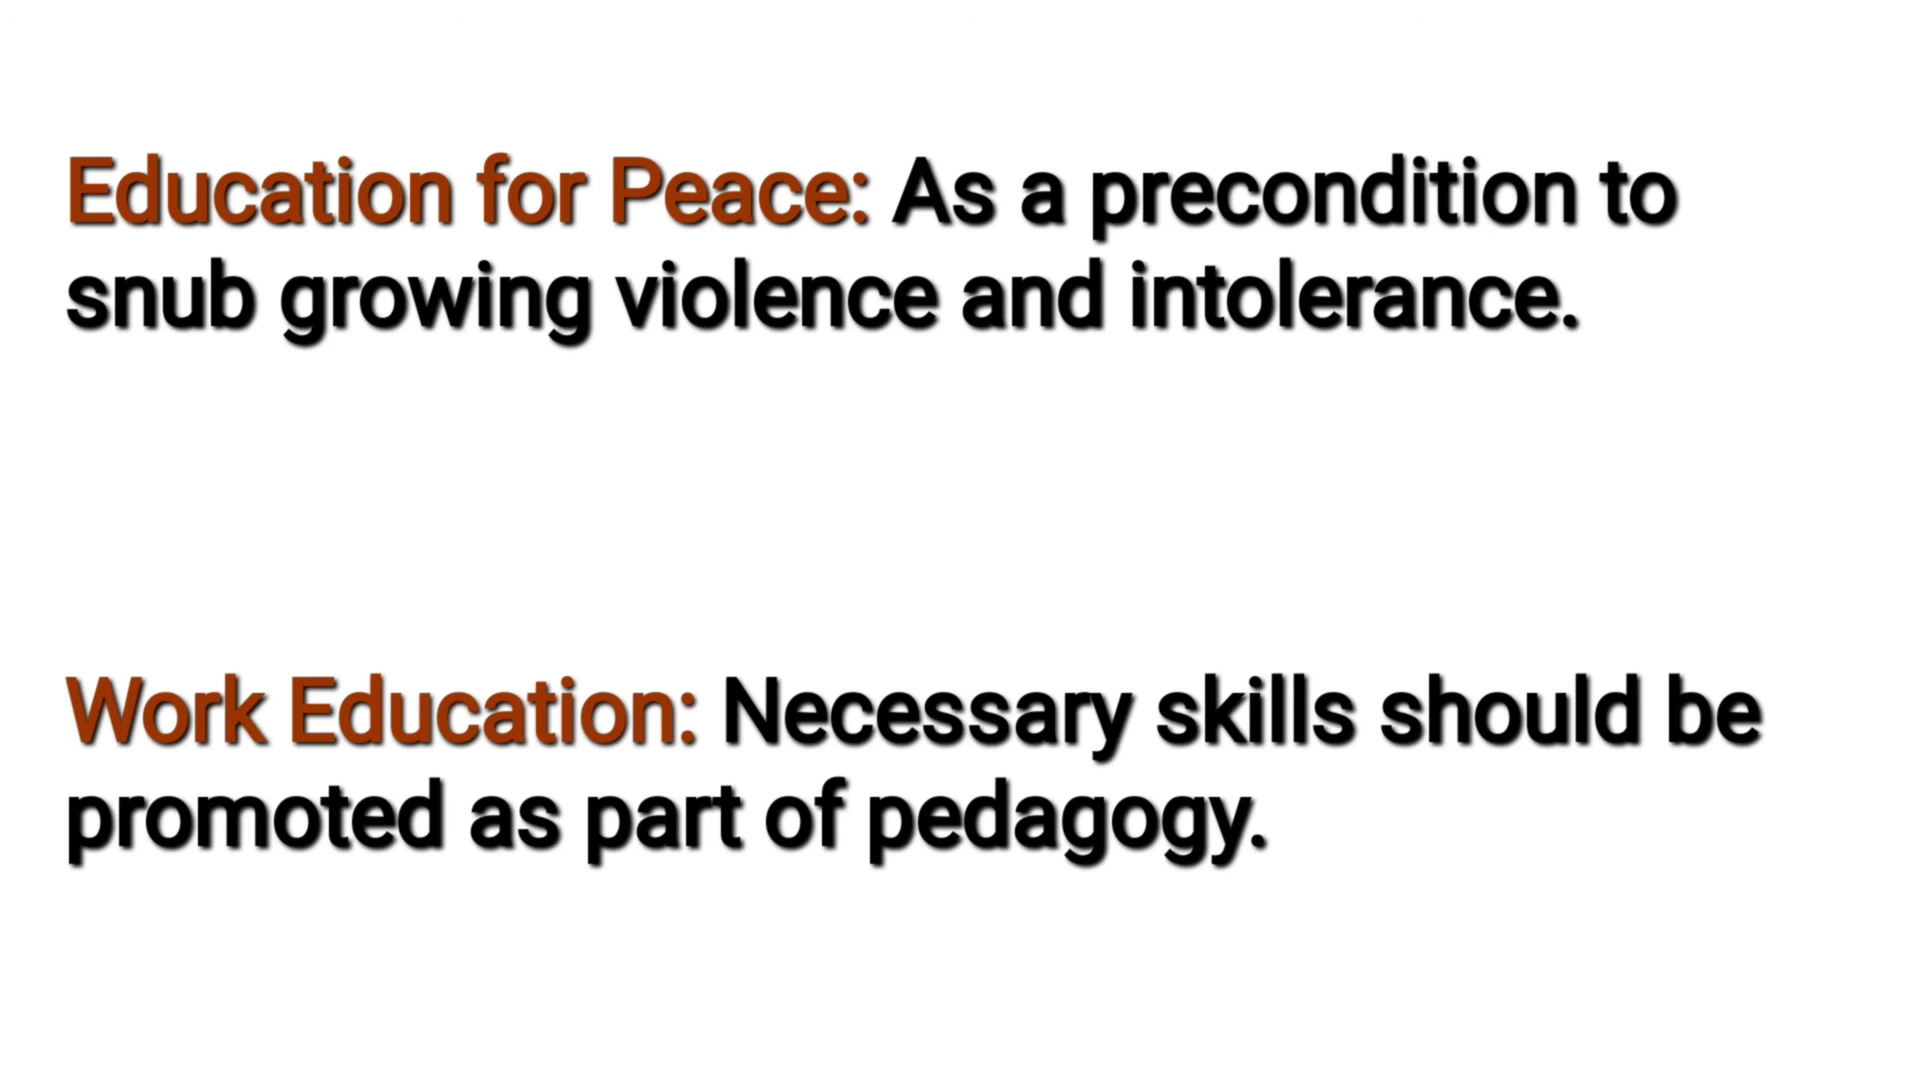 Education for Peace: As a precondition to
snub growing violence and intolerance.
Work Education: Necessary skills should be
promoted as part of pedagogy.